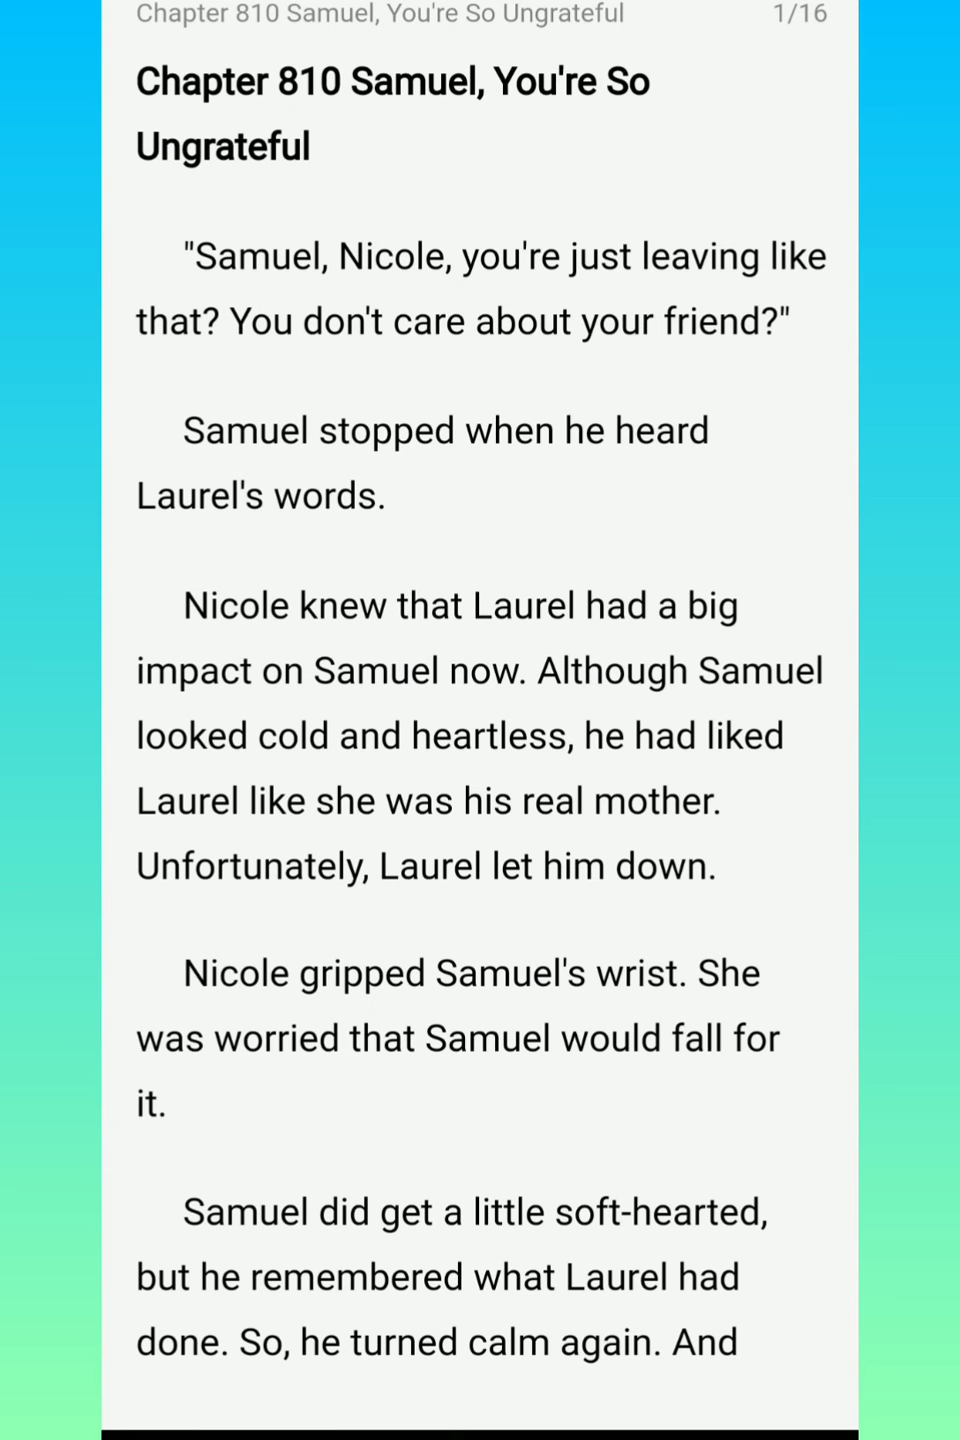 Chapter 810 Samuel, You're So Ungrateful 1/16
Chapter 810 Samuel, You're So
Ungrateful
"Samuel, Nicole, you're just leaving like
that? You don't care about your friend?"
Samuel stopped when he heard
Laurel's words.
Nicole knew that Laurel had a big
impact on Samuel now. Although Samuel
looked cold and heartless, he had liked
Laurel like she was his real mother.
Unfortunately, Laurel let him down.
Nicole gripped Samuel's wrist. She
was worried that Samuel would fall for
it.
Samuel did get a little soft-hearted,
but he remembered what Laurel had
done. So, he turned calm again. And